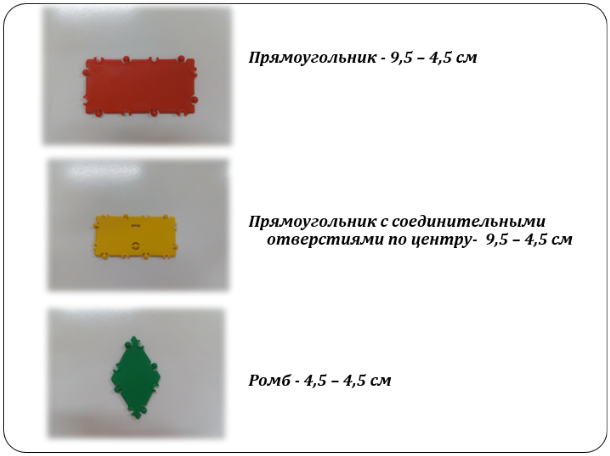 Прямоугольник - 9,5 – 4,5 см
Прямоугольник с соединительными
отверстиями по центру- 9,5 – 4,5 см
Ромб - 4,5 – 4,5 см